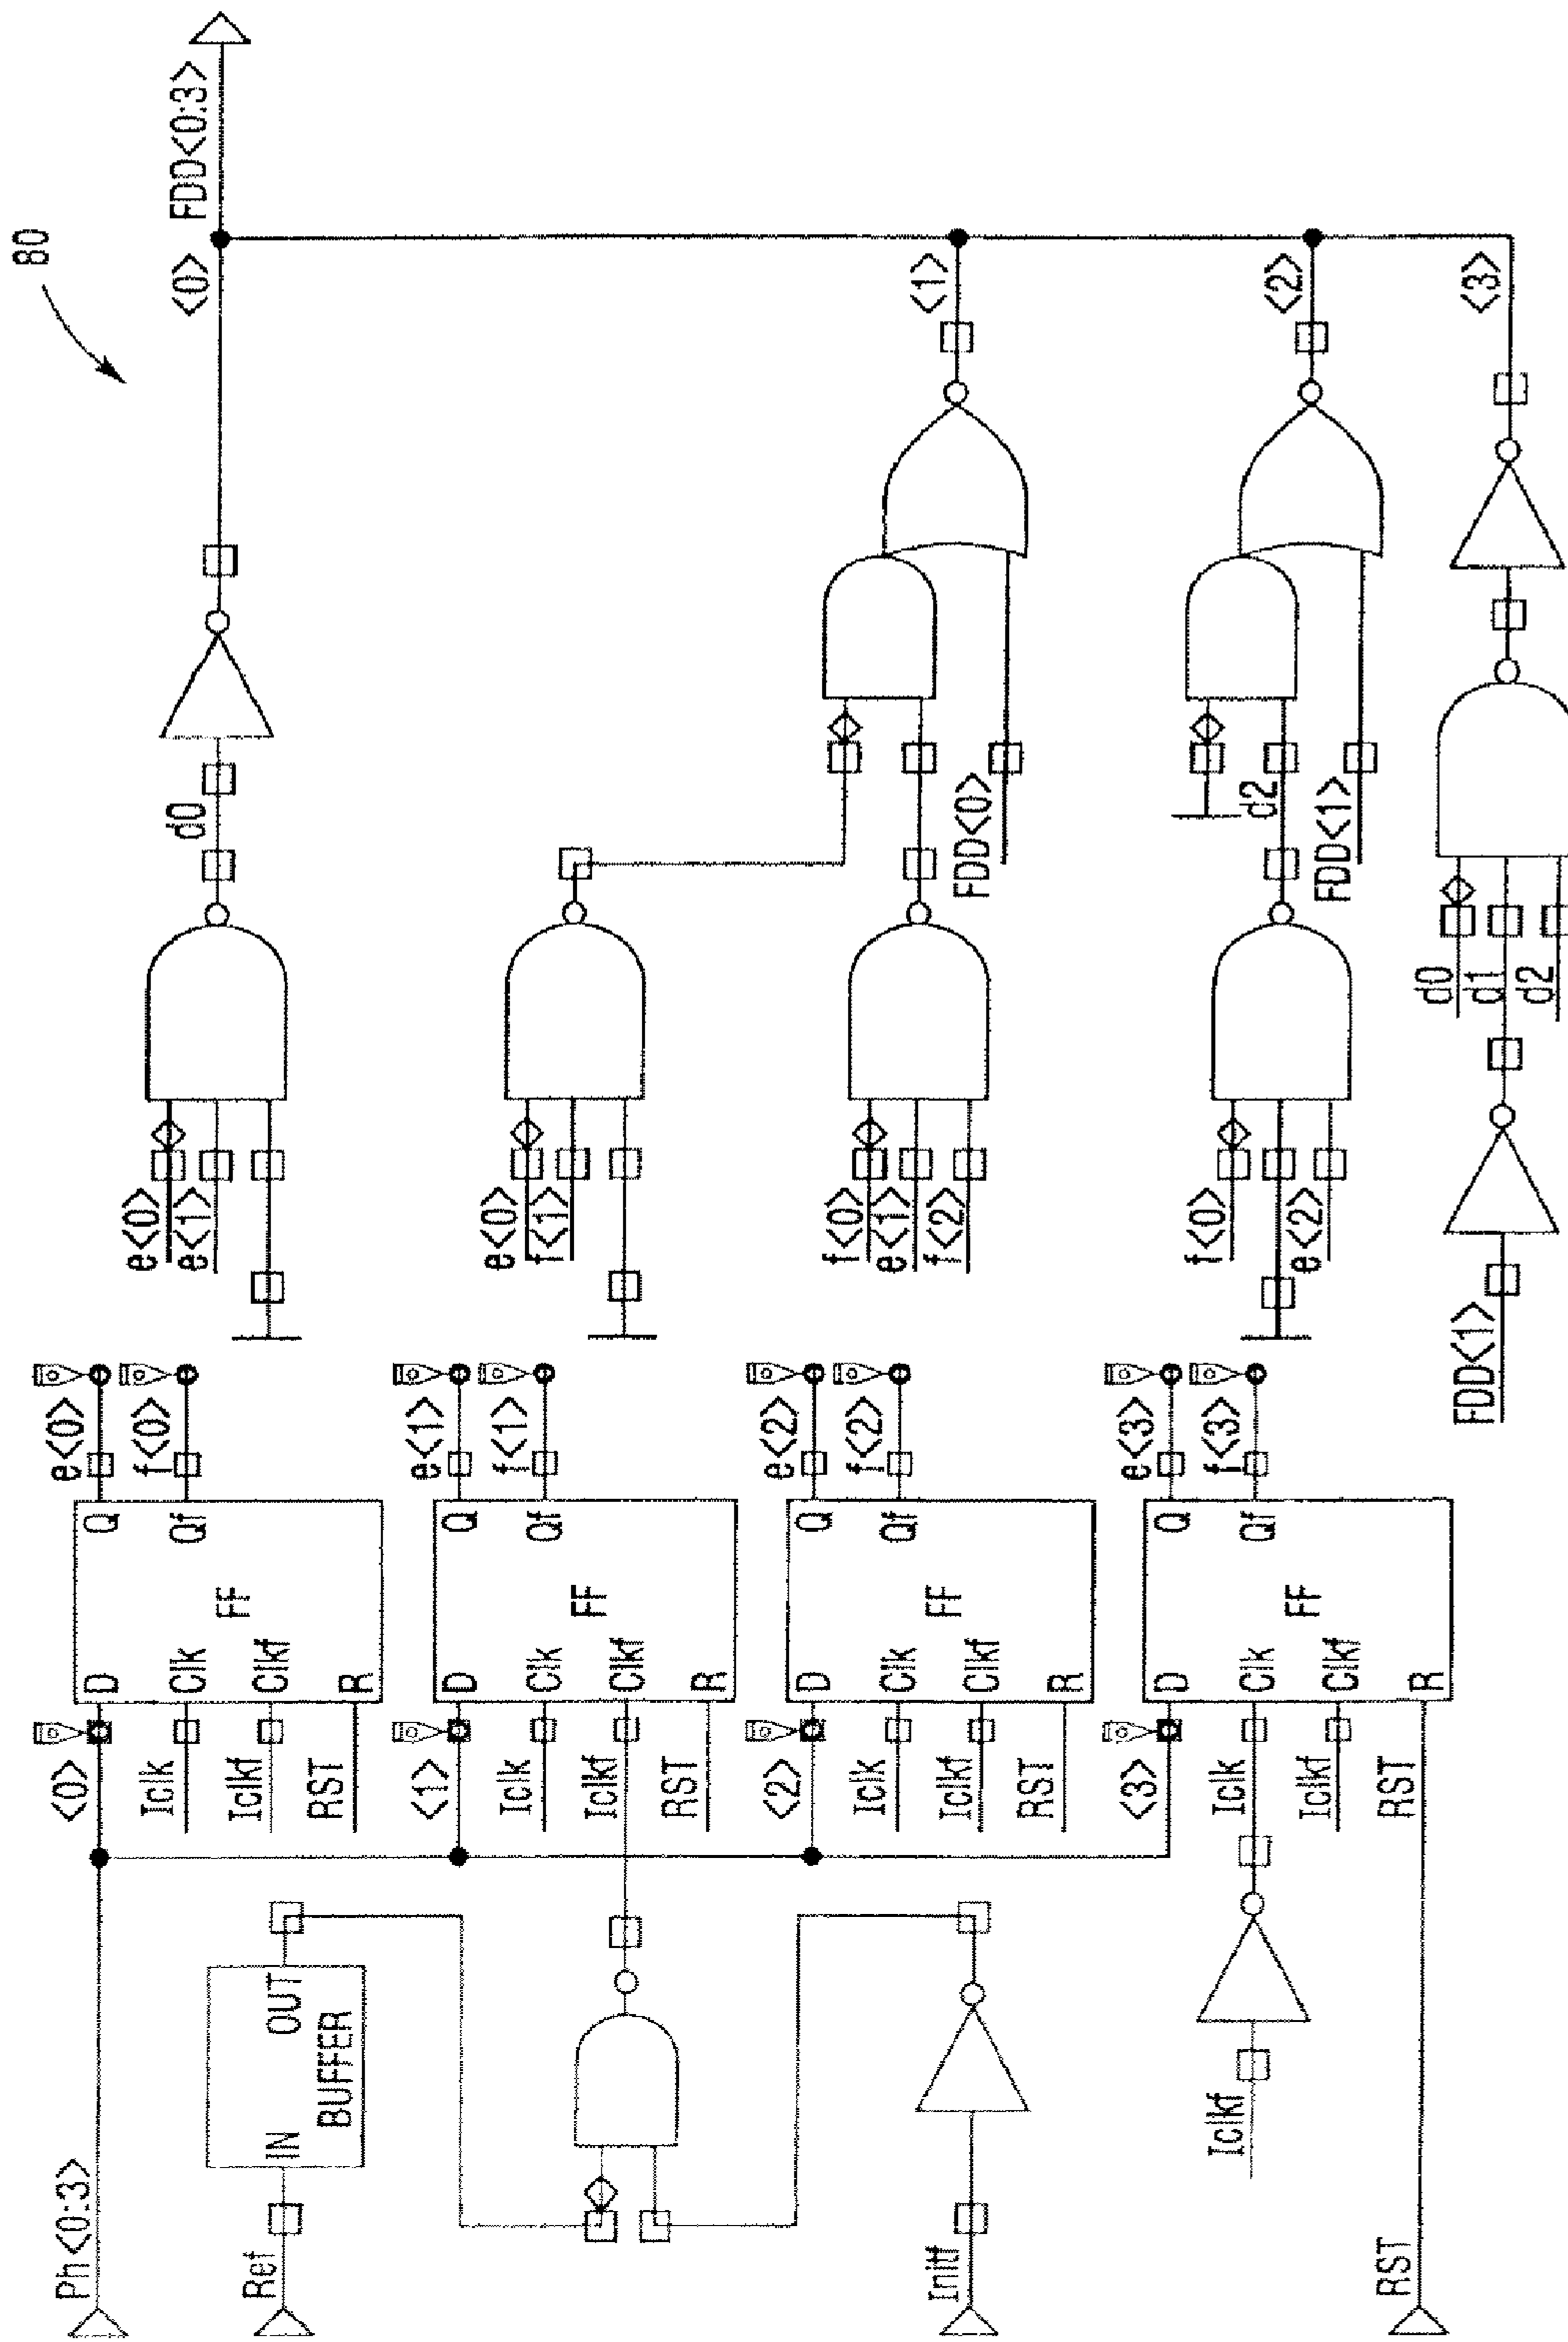 80
Ph<0:3>
<0>
D
Q
e<0>
Iclk
Clk
Qf
f<0>
Iclkf
Clkf
FF
RST
R
Ref
IN
OUT
BUFFER
<1>
D
Q
e<1>
Iclk
Clk
Qf
f<1>
Iclkf
Clkf
FF
RST
R
<2>
D
Q
e<2>
Iclk
Clk
Qf
f<2>
Iclkf
Clkf
FF
RST
R
Initf
<3>
D
Q
e<3>
Iclkf
Iclk
Clk
Qf
f<3>
Iclkf
Clkf
FF
RST
RST
R
e<0>
e<1>
d0
<0>
FDD<0:3>
e<0>
f<1>
f<0>
e<1>
f<2>
FDD<0>
<1>
f<0>
e<2>
d2
FDD<1>
<2>
FDD<1>
d0
d1
d2
<3>